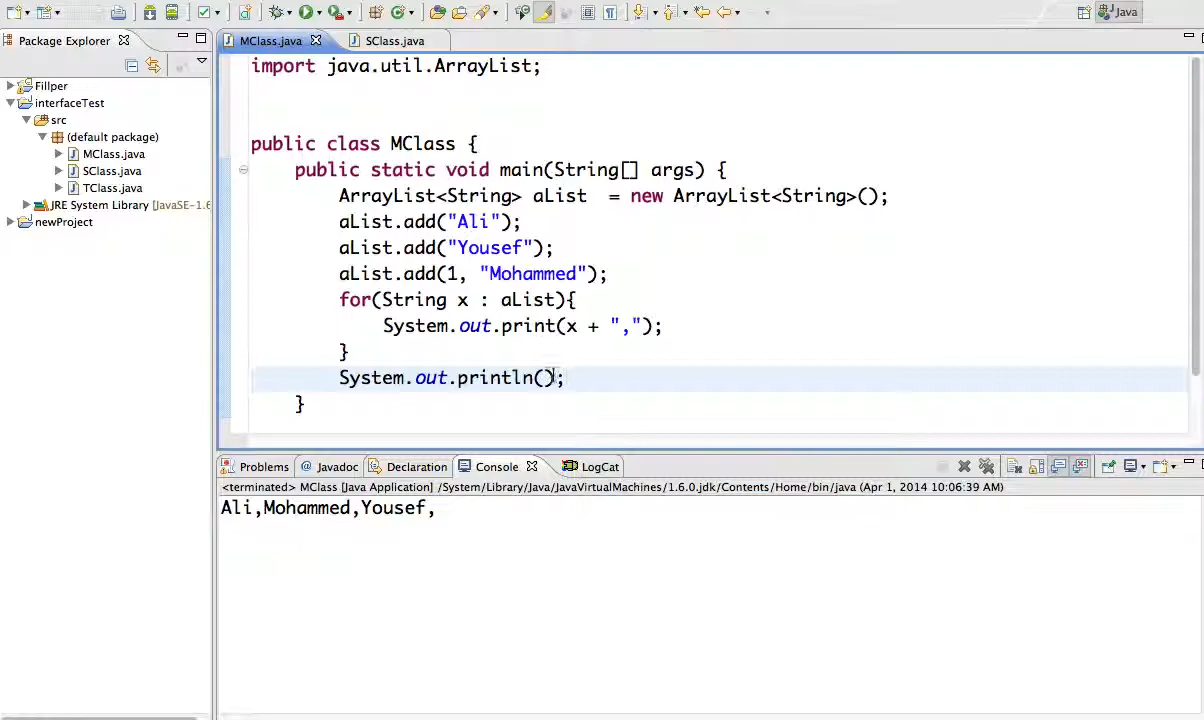 Java
Package Explorer
MClass.java
SClass.java
Fillper
interfaceTest
src
(default package)
MClass.java
SClass.java
TClass.java
JRE System Library [JavaSE-1.6
newProject
import java.util.ArrayList;
public class MClass {
public static void main(String[] args) {
ArrayList<String> aList  = new ArrayList<String>();
aList.add("Ali");
aList.add("Yousef");
aList.add(1, "Mohammed");
for(String x : aList){
System.out.print(x + ",");
}
System.out.println();
}
Problems
@ Javadoc
Declaration
Console
LogCat
<terminated> MClass [Java Application] /System/Library/Java/JavaVirtualMachines/1.6.0.jdk/Contents/Home/bin/java (Apr 1, 2014 10:06:39 AM)
Ali,Mohammed,Yousef,